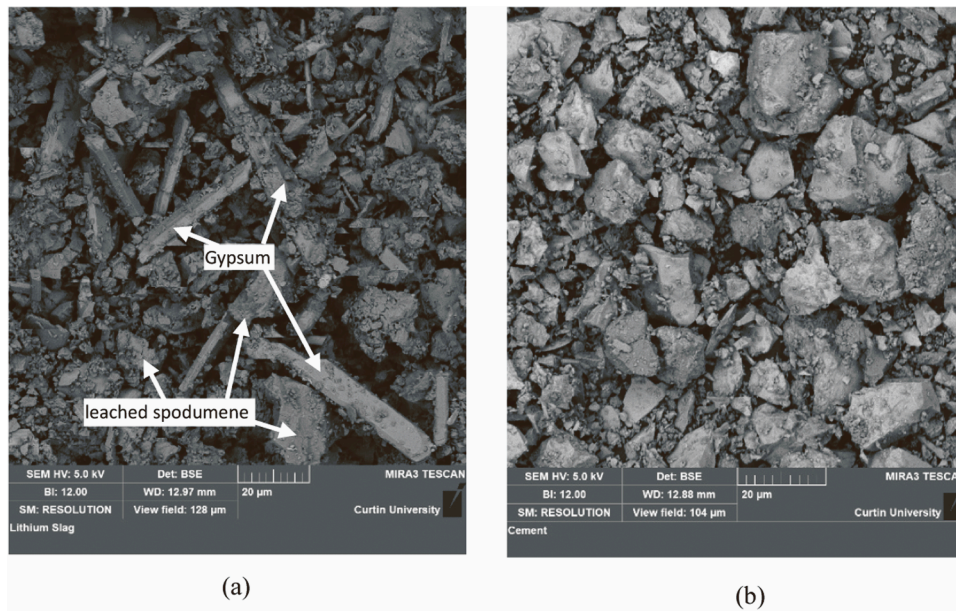 Gypsum
leached spodumene
SEM HV: 5.0 kV Det: BSE MIRA3 TESCAN
BI: 12.00 WD: 12.97 mm 20 µm
SM: RESOLUTION View field: 128 µm Curtin University
Lithium Slag
(a)
SEM HV: 5.0 kV Det: BSE MIRA3 TESCAN
BI: 12.00 WD: 12.88 mm 20 µm
SM: RESOLUTION View field: 104 µm Curtin University
Cement
(b)